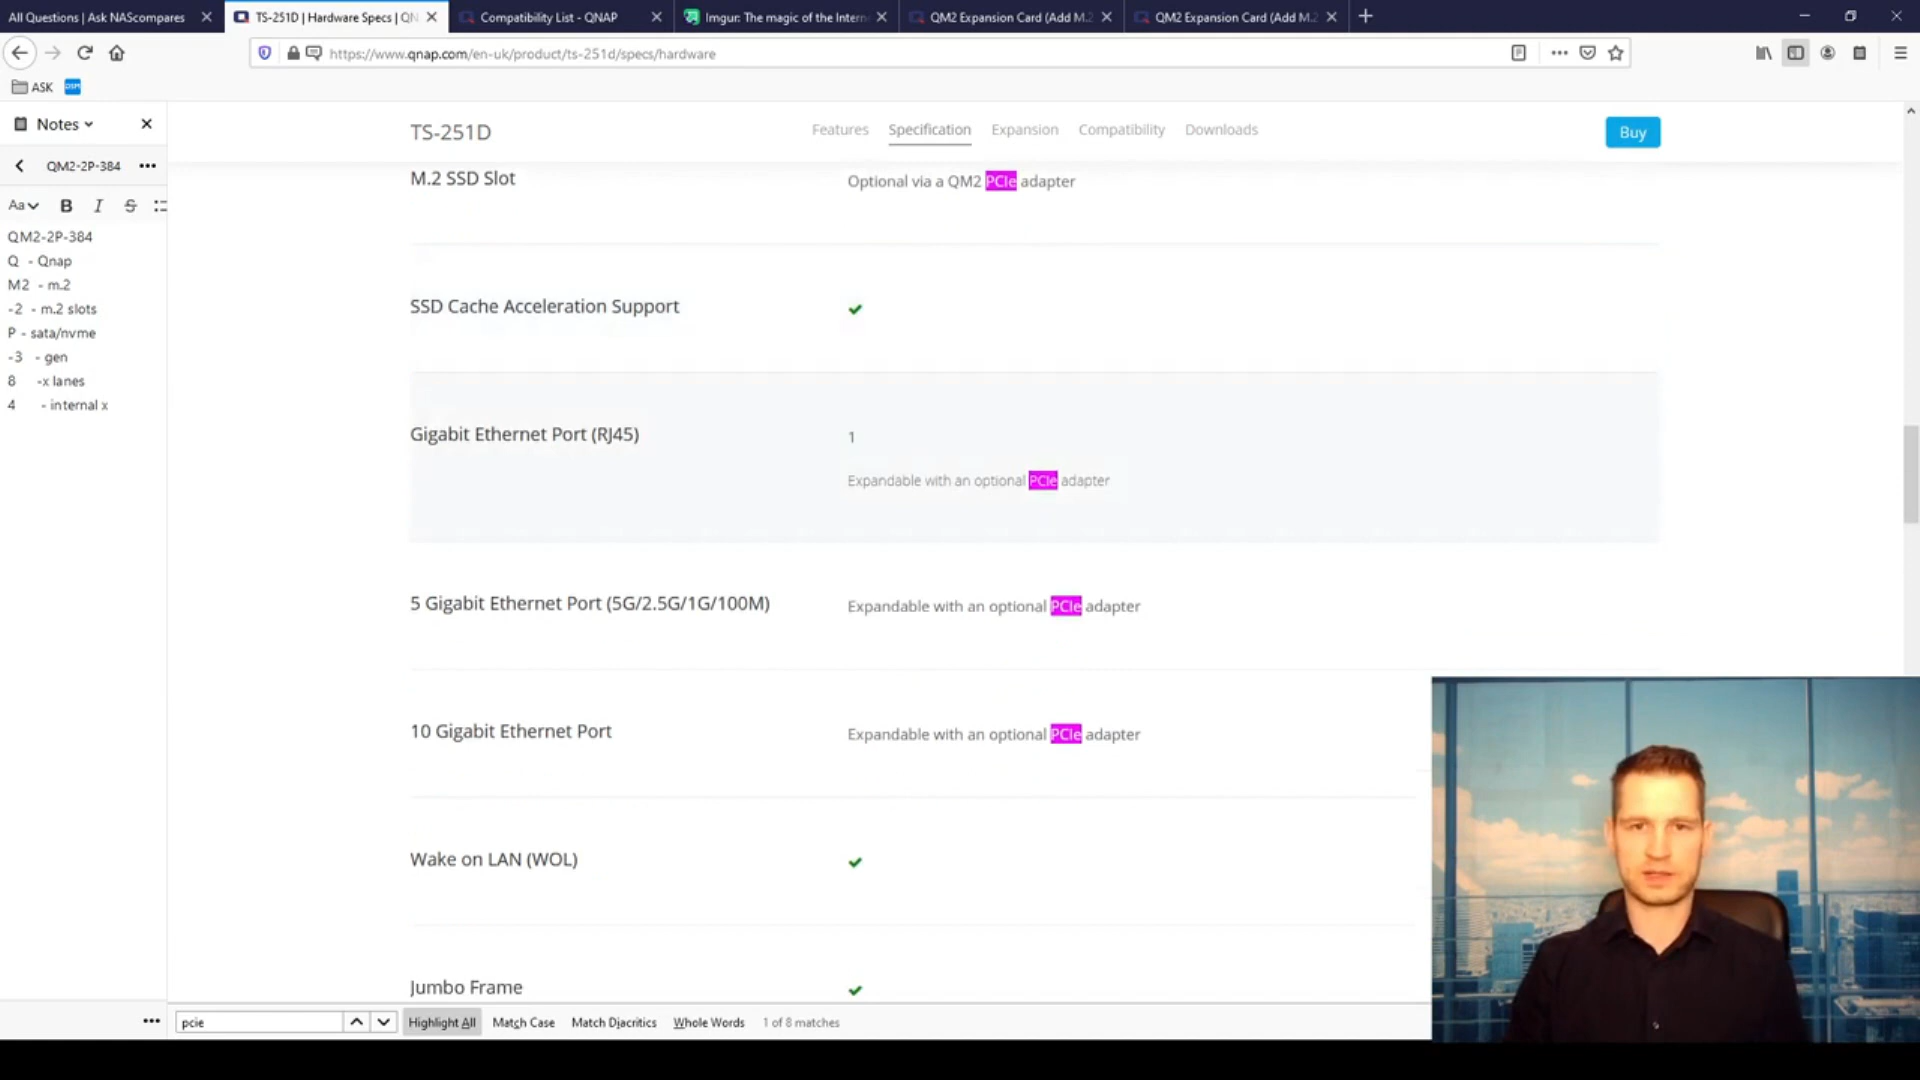 All Questions | Ask NAScompares
TS-251D | Hardware Specs | QN
Compatibility List - QNAP
Imgur: The magic of the Intern
QM2 Expansion Card (Add M.2
QM2 Expansion Card (Add M.2
https://www.qnap.com/en-uk/product/ts-251d/specs/hardware
ASK
DSM
Notes
QM2-2P-384
Aa B I S
QM2-2P-384
Q - Qnap
M2 - m.2
-2 - m.2 slots
P - sata/nvme
-3 - gen
8 -x lanes
4 - internal x
TS-251D
Features
Specification
Expansion
Compatibility
Downloads
Buy
M.2 SSD Slot
Optional via a QM2 PCIe adapter
SSD Cache Acceleration Support
Gigabit Ethernet Port (RJ45)
1
Expandable with an optional PCIe adapter
5 Gigabit Ethernet Port (5G/2.5G/1G/100M)
Expandable with an optional PCIe adapter
10 Gigabit Ethernet Port
Expandable with an optional PCIe adapter
Wake on LAN (WOL)
Jumbo Frame
pcie
Highlight All
Match Case
Match Diacritics
Whole Words
1 of 8 matches